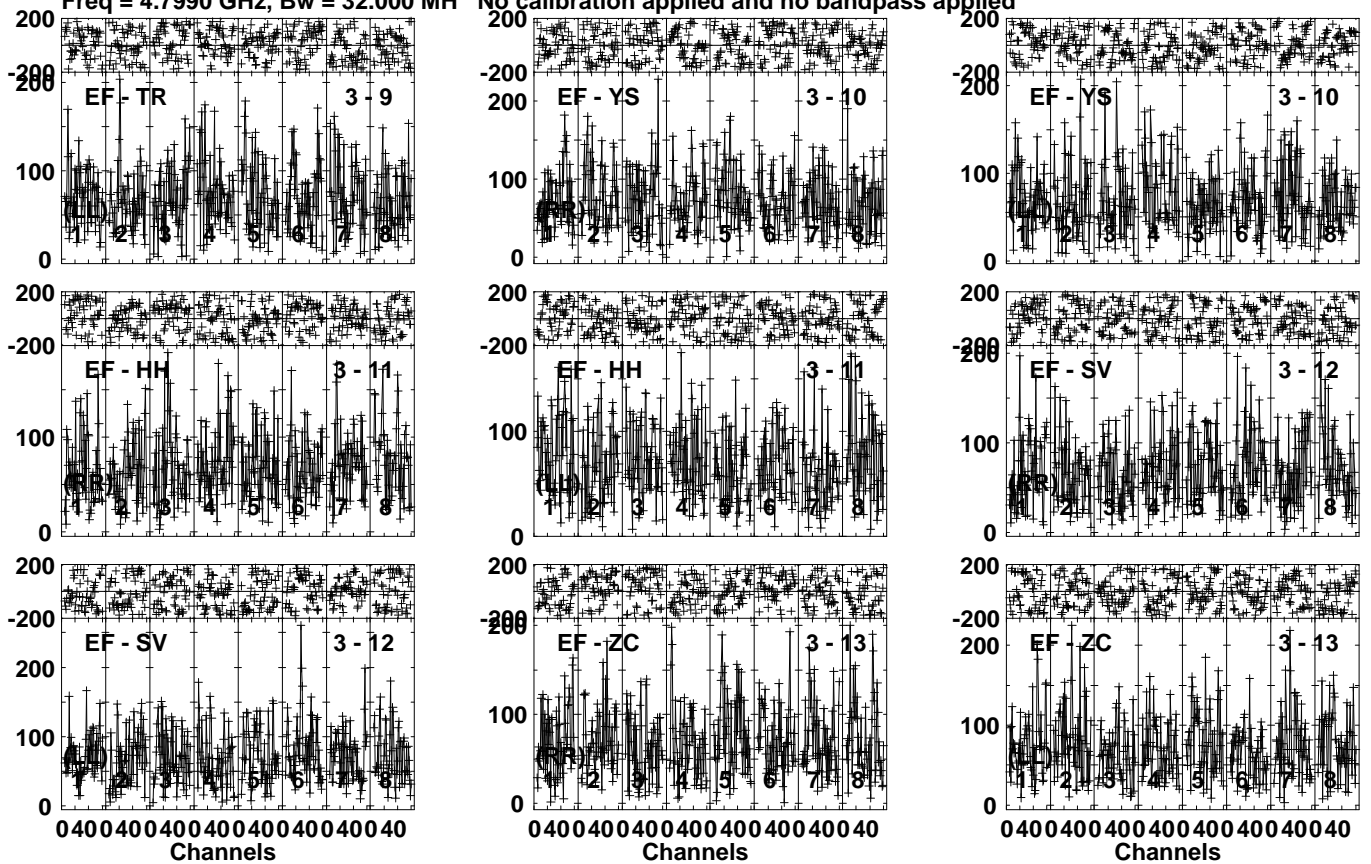 Freq = 4.7990 GHz, Bw = 32.000 MH No calibration applied and no bandpass applied
200 200 200
-200 -200 -200
200 200 200
EF - TR 3 - 9 EF - YS 3 - 10 EF - YS 3 - 10
100 100 100
(LL) (RR) (LL)
1 2 3 4 5 6 7 8 1 2 3 4 5 6 7 8 1 2 3 4 5 6 7 8
0 0 0
200 200 200
-200 -200 -200
200
EF - HH 3 - 11 EF - HH 3 - 11 EF - SV 3 - 12
100 100 100
(RR) (LL) (RR)
1 2 3 4 5 6 7 8 1 2 3 4 5 6 7 8 1 2 3 4 5 6 7 8
0 0 0
200 200 200
-200 -200 -200
200
EF - SV 3 - 12 EF - ZC 3 - 13 EF - ZC 3 - 13
200 200
100 100 100
(LL) (RR) (LL)
1 2 3 4 5 6 7 8 1 2 3 4 5 6 7 8 1 2 3 4 5 6 7 8
0 0 0
0 40 0 40 0 40 0 40 0 40 0 40 0 40 0 40 0 40 0 40 0 40 0 40 0 40 0 40 0 40 0 40 0 40 0 40 0 40 0 40 0 40 0 40 0 40 0 40
Channels Channels Channels